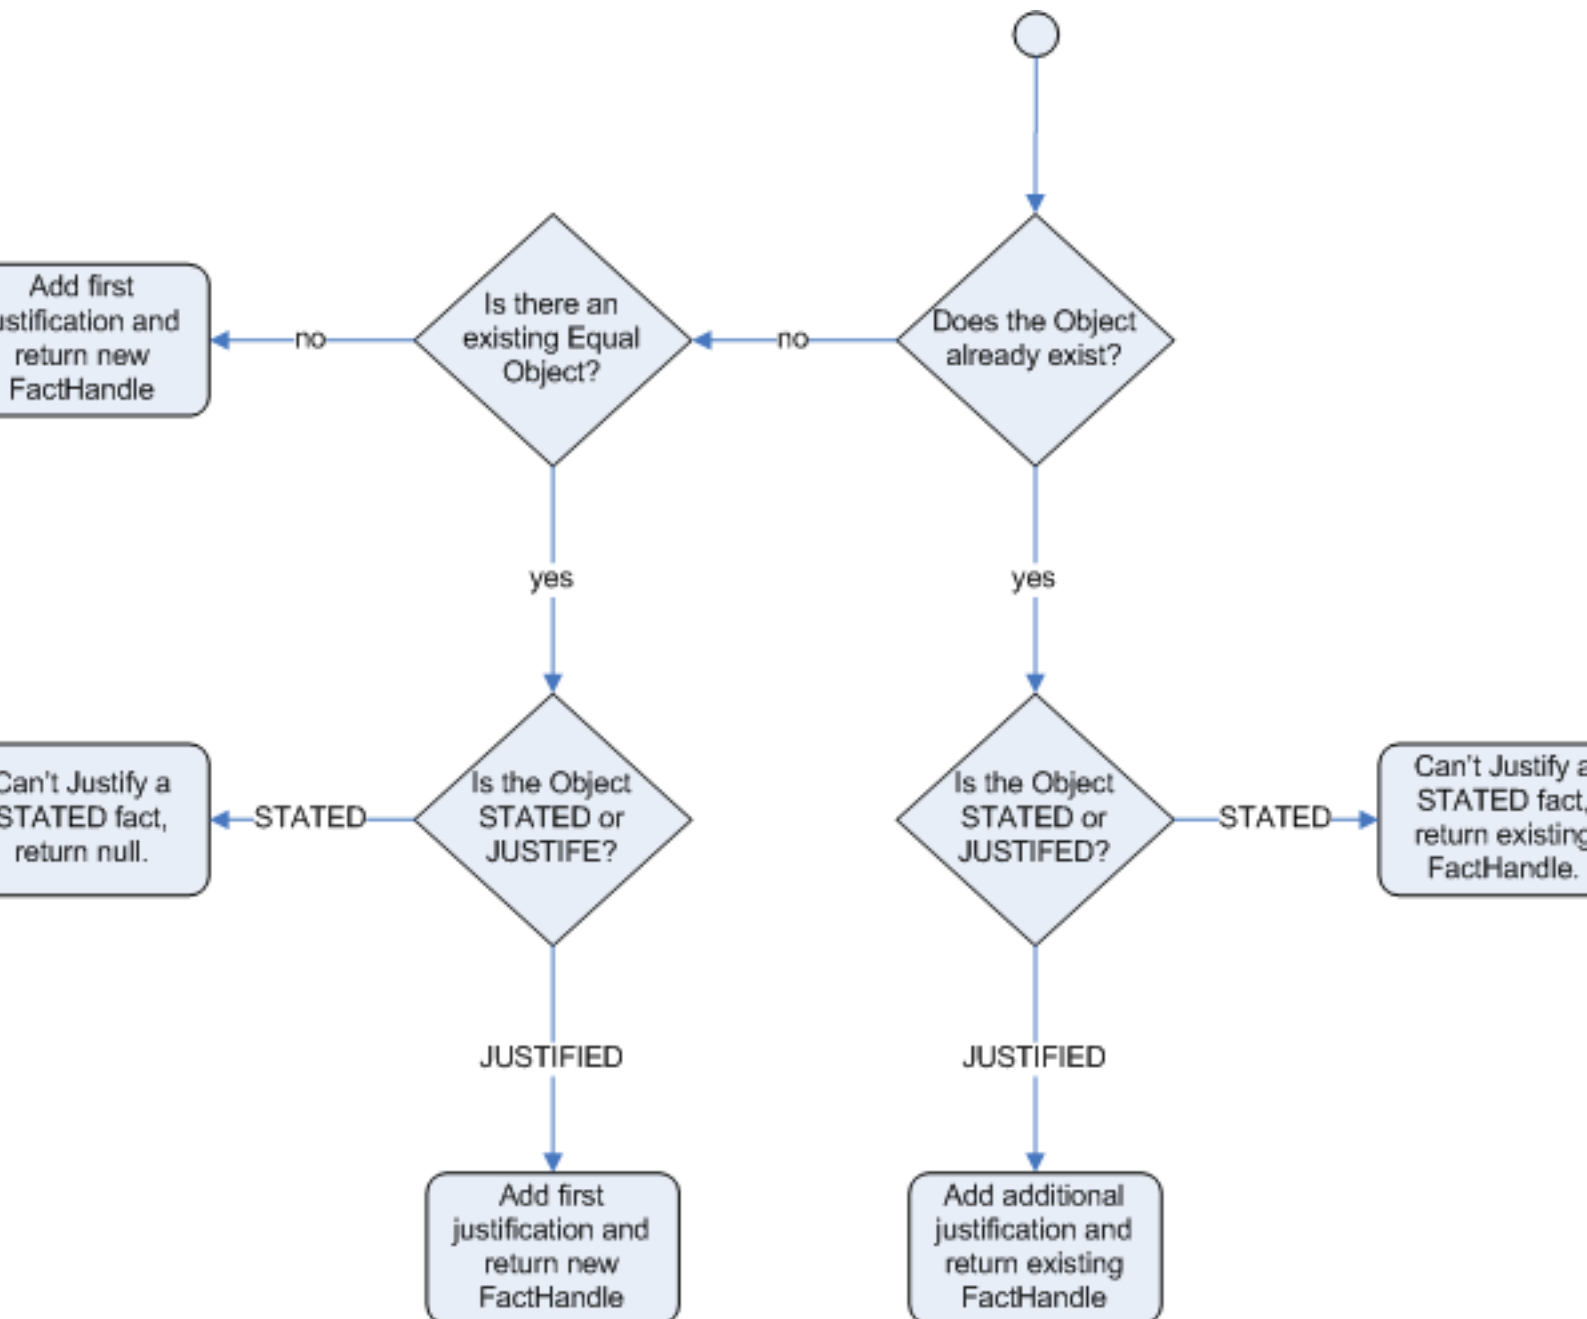 Does the Object
already exist?
no
Is there an
existing Equal
Object?
no
Add first
ustification and
return new
FactHandle
yes
yes
Is the Object
STATED or
JUSTIFE?
STATED
Can't Justify a
STATED fact,
return null.
Is the Object
STATED or
JUSTIFED?
STATED
Can't Justify a
STATED fact,
return existing
FactHandle.
JUSTIFIED
JUSTIFIED
Add first
justification and
return new
FactHandle
Add additional
justification and
return existing
FactHandle